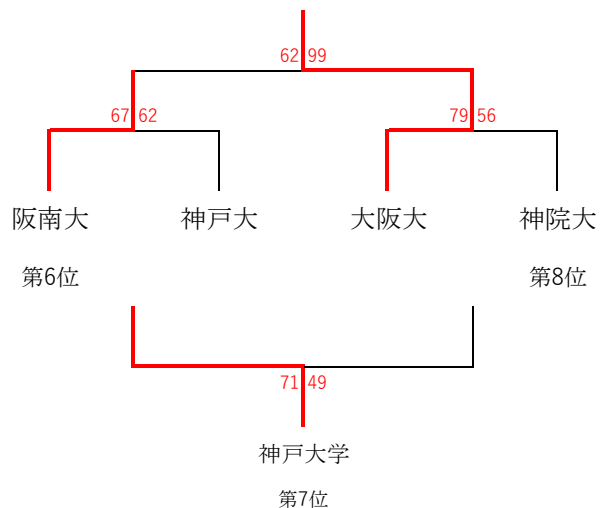 62 99
67 62 79 56
阪南大 神戸大 大阪大 神院大
第6位 第8位
71 49
神戸大学
第7位